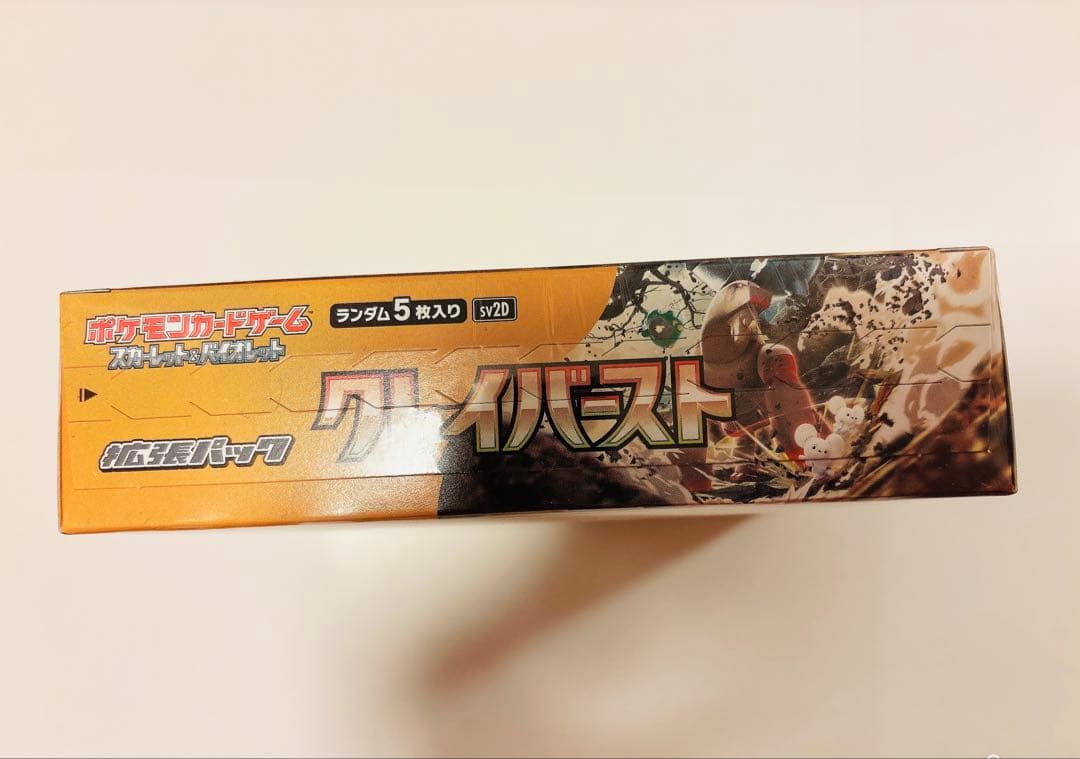 ポケモンカードゲーム
スカーレット&バイオレット
ランダム5枚入り
sv2D
クレイバースト
拡張パック